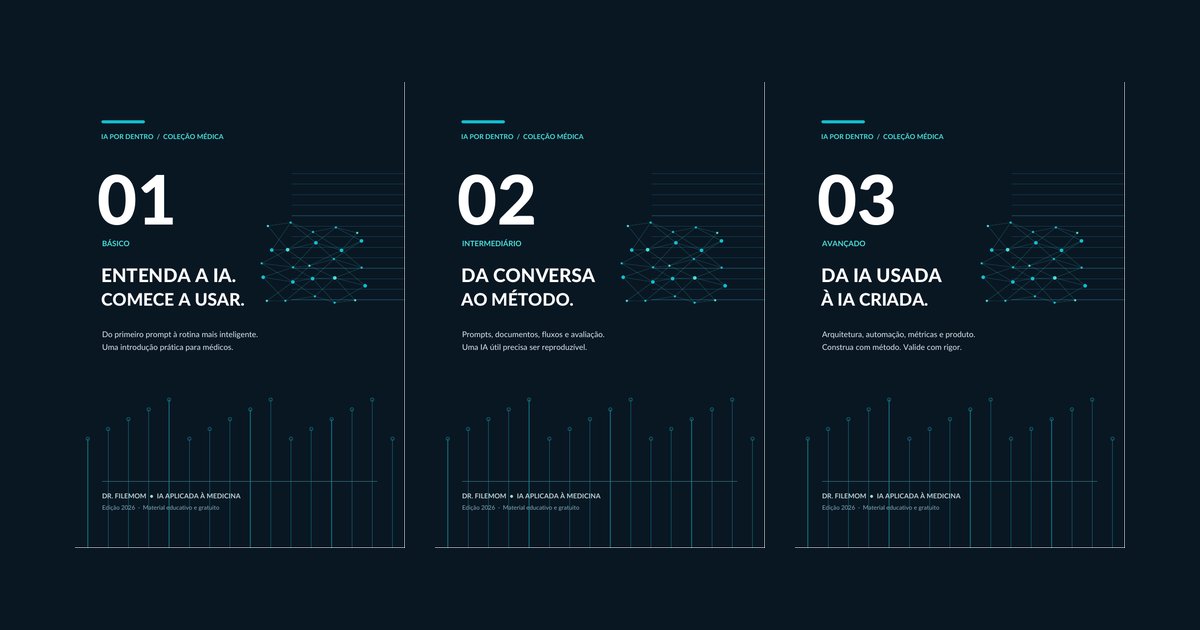 IA POR DENTRO / COLEÇÃO MÉDICA
01
BÁSICO
ENTENDA A IA.
COMECE A USAR.
Do primeiro prompt à rotina mais inteligente.
Uma introdução prática para médicos.
DR. FILEMOM • IA APLICADA À MEDICINA
Edição 2026 · Material educativo e gratuito
IA POR DENTRO / COLEÇÃO MÉDICA
02
INTERMEDIÁRIO
DA CONVERSA
AO MÉTODO.
Prompts, documentos, fluxos e avaliação.
Uma IA útil precisa ser reproduzível.
DR. FILEMOM • IA APLICADA À MEDICINA
Edição 2026 · Material educativo e gratuito
IA POR DENTRO / COLEÇÃO MÉDICA
03
AVANÇADO
DA IA USADA
À IA CRIADA.
Arquitetura, automação, métricas e produto.
Construa com método. Valide com rigor.
DR. FILEMOM • IA APLICADA À MEDICINA
Edição 2026 · Material educativo e gratuito